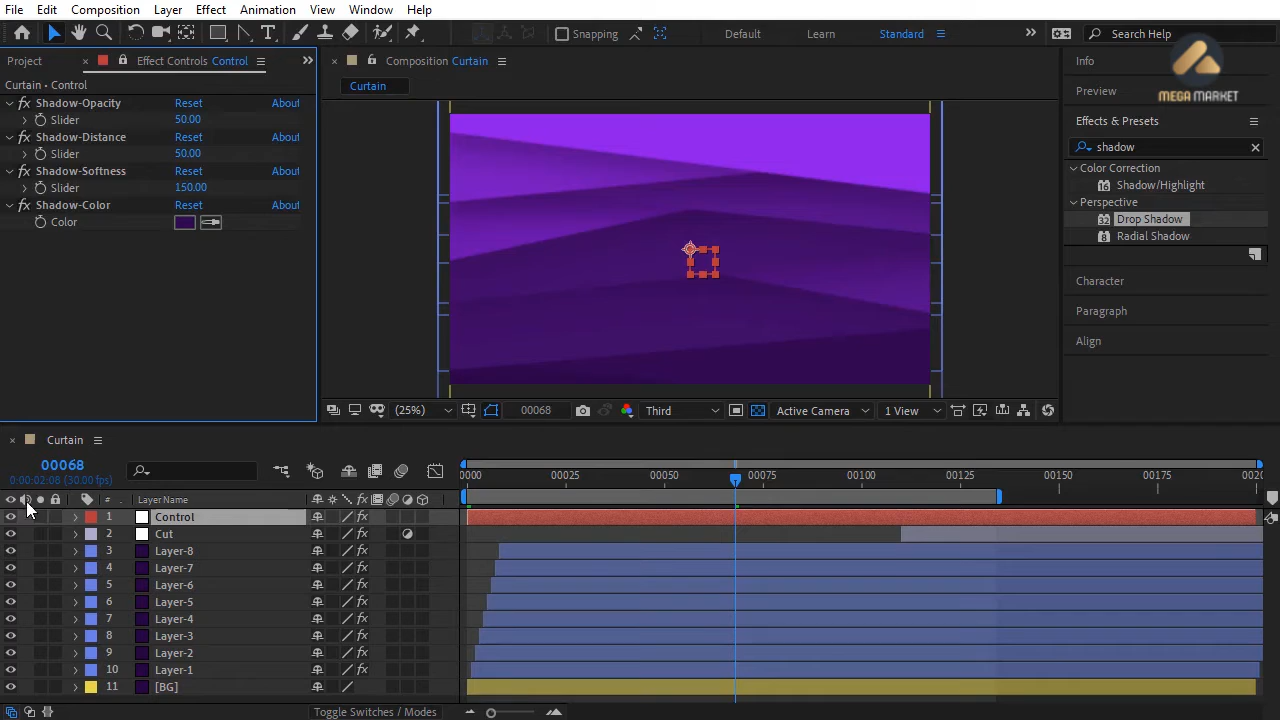 File Edit Composition Layer Effect Animation View Window Help
Snapping Default Learn Standard Search Help
Project Effect Controls Control
Curtain • Control
Shadow-Opacity Reset About
Slider 50.00
Shadow-Distance Reset About
Slider 50.00
Shadow-Softness Reset About
Slider 150.00
Shadow-Color Reset About
Color
Composition Curtain
Curtain
(25%) 00068 Third Active Camera 1 View
Info
MEGA MARKET
Preview
Effects & Presets
shadow
Color Correction
16 Shadow/Highlight
Perspective
32 Drop Shadow
8 Radial Shadow
Character
Paragraph
Align
Curtain
00068
0:00:02:08 (30.00 fps)
0000 00025 00050 00075 00100 00125 00150 00175 0020
# Layer Name
1 Control
2 Cut
3 Layer-8
4 Layer-7
5 Layer-6
6 Layer-5
7 Layer-4
8 Layer-3
9 Layer-2
10 Layer-1
11 [BG]
Toggle Switches / Modes